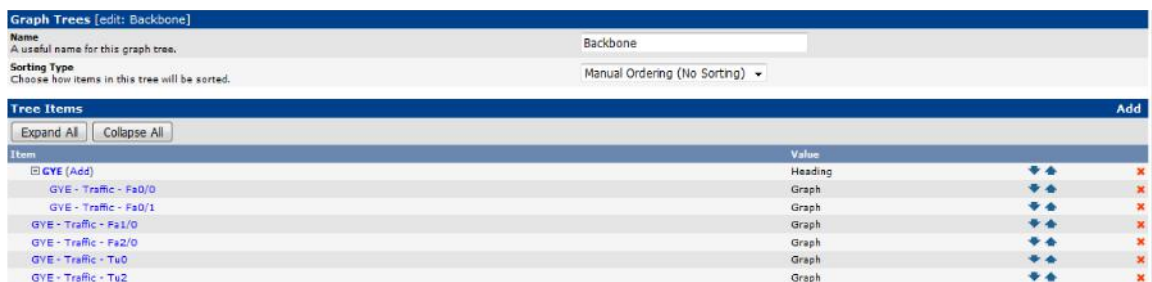 Graph Trees [edit: Backbone]
Name
A useful name for this graph tree.
Backbone
Sorting Type
Choose how items in this tree will be sorted.
Manual Ordering (No Sorting)
Tree Items Add
Expand All Collapse All
Item Value
GYE (Add) Heading
GYE - Traffic - Fa0/0 Graph
GYE - Traffic - Fa0/1 Graph
GYE - Traffic - Fa1/0 Graph
GYE - Traffic - Fa2/0 Graph
GYE - Traffic - Tu0 Graph
GYE - Traffic - Tu2 Graph